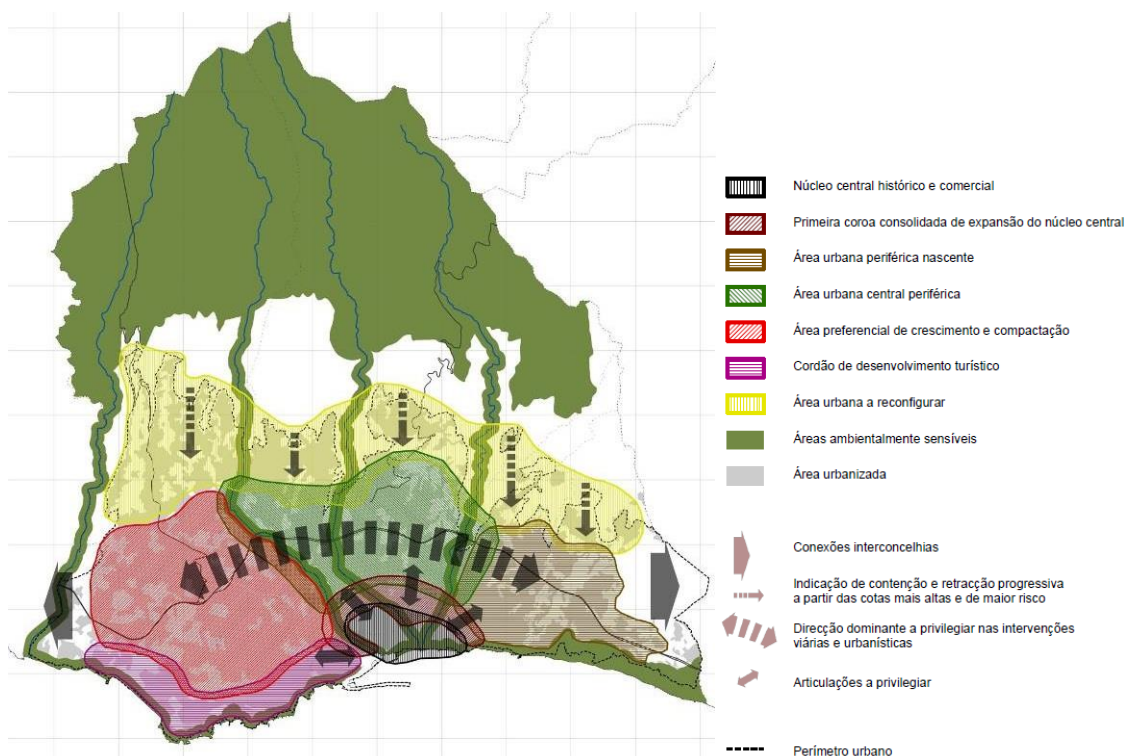 Núcleo central histórico e comercial
Primeira coroa consolidada de expansão do núcleo central
Área urbana periférica nascente
Área urbana central periférica
Área preferencial de crescimento e compactação
Cordão de desenvolvimento turístico
Área urbana a reconfigurar
Áreas ambientalmente sensíveis
Área urbanizada
Conexões interconcelhias
Indicação de contenção e retracção progressiva
a partir das cotas mais altas e de maior risco
Direcção dominante a privilegiar nas intervenções
viárias e urbanísticas
Articulações a privilegiar
Perímetro urbano